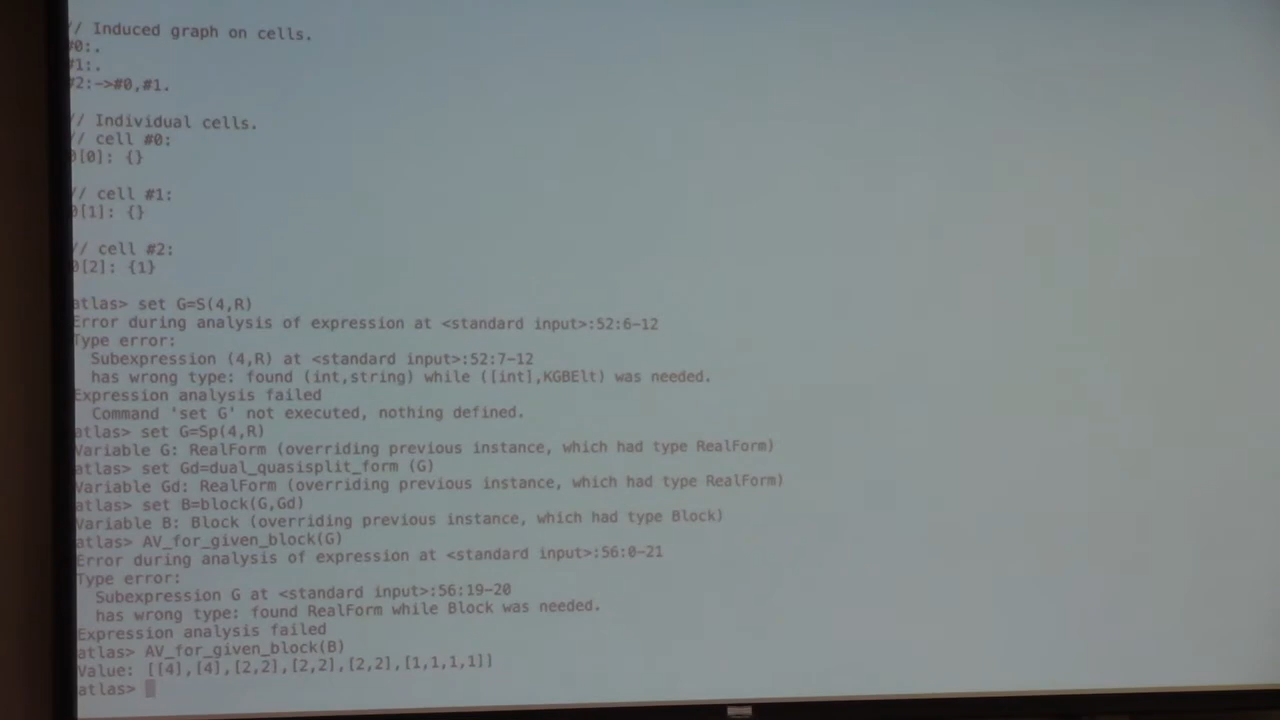 // Induced graph on cells.
#0:.
#1:.
#2:->#0,#1.
// Individual cells.
// cell #0:
0[0]: {}
// cell #1:
0[1]: {}
// cell #2:
0[2]: {1}
atlas> set G=S(4,R)
Error during analysis of expression at <standard input>:52:6-12
Type error:
Subexpression (4,R) at <standard input>:52:7-12
has wrong type: found (int,string) while ([int],KGBElt) was needed.
Expression analysis failed
Command 'set G' not executed, nothing defined.
atlas> set G=Sp(4,R)
Variable G: RealForm (overriding previous instance, which had type RealForm)
atlas> set Gd=dual_quasisplit_form (G)
Variable Gd: RealForm (overriding previous instance, which had type RealForm)
atlas> set B=block(G,Gd)
Variable B: Block (overriding previous instance, which had type Block)
atlas> AV_for_given_block(G)
Error during analysis of expression at <standard input>:56:0-21
Type error:
Subexpression G at <standard input>:56:19-20
has wrong type: found RealForm while Block was needed.
Expression analysis failed
atlas> AV_for_given_block(B)
Value: [[4],[4],[2,2],[2,2],[2,2],[1,1,1,1]]
atlas>